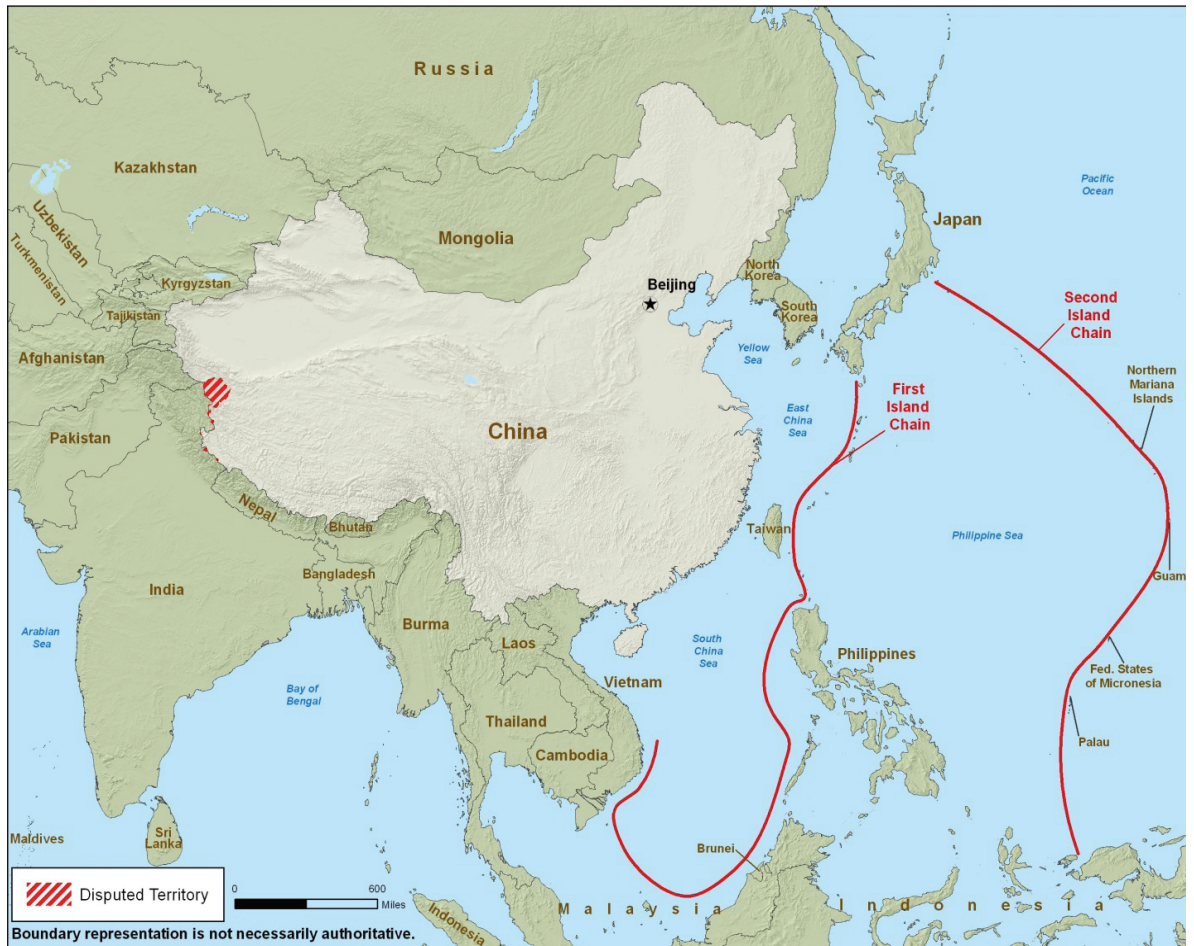 Russia
Kazakhstan
Mongolia
Uzbekistan
Turkmenistan
Kyrgyzstan
Tajikistan
Afghanistan
Pakistan
Pacific
Ocean
Japan
North
Korea
South
Korea
Beijing
Yellow
Sea
East
China
Sea
China
Second
Island
Chain
First
Island
Chain
Northern
Mariana
Islands
Nepal
Bhutan
Bangladesh
India
Burma
Taiwan
Philippine Sea
Guam
Arabian
Sea
Bay
of
Bengal
Laos
Vietnam
Thailand
Cambodia
South
China
Sea
Philippines
Fed. States
of Micronesia
Palau
Maldives
Sri
Lanka
Brunei
Malaysia
Indonesia
Indonesia
Disputed Territory
0
600
Miles
Boundary representation is not necessarily authoritative.